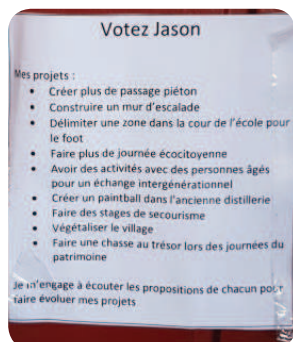 Votez Jason
Mes projets :
• Créer plus de passage piéton
• Construire un mur d'escalade
• Délimiter une zone dans la cour de l'école pour
le foot
• Faire plus de journée écocitoyenne
• Avoir des activités avec des personnes âgés
pour un échange intergénérationnel
• Créer un paintball dans l'ancienne distillerie
• Faire des stages de secourisme
• Végétaliser le village
• Faire une chasse au trésor lors des journées du
patrimoine
Je m'engage à écouter les propositions de chacun pour
faire évoluer mes projets